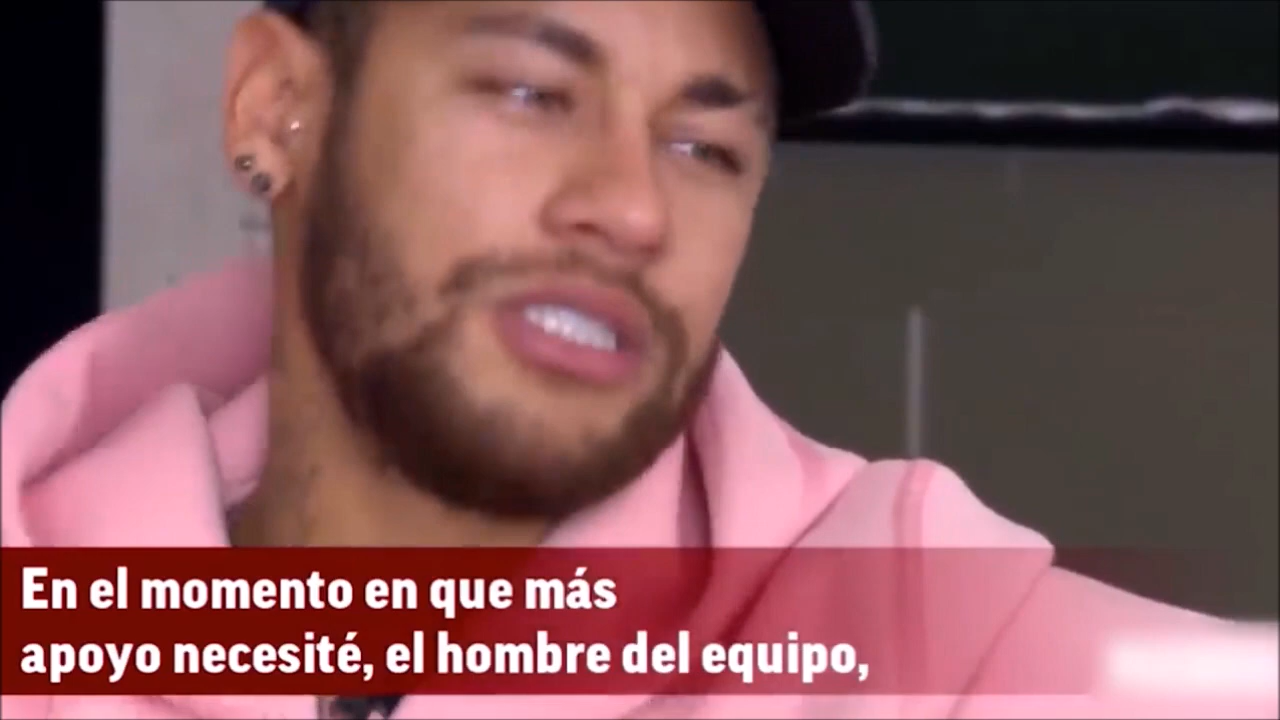 En el momento en que más
apoyo necesité, el hombre del equipo,